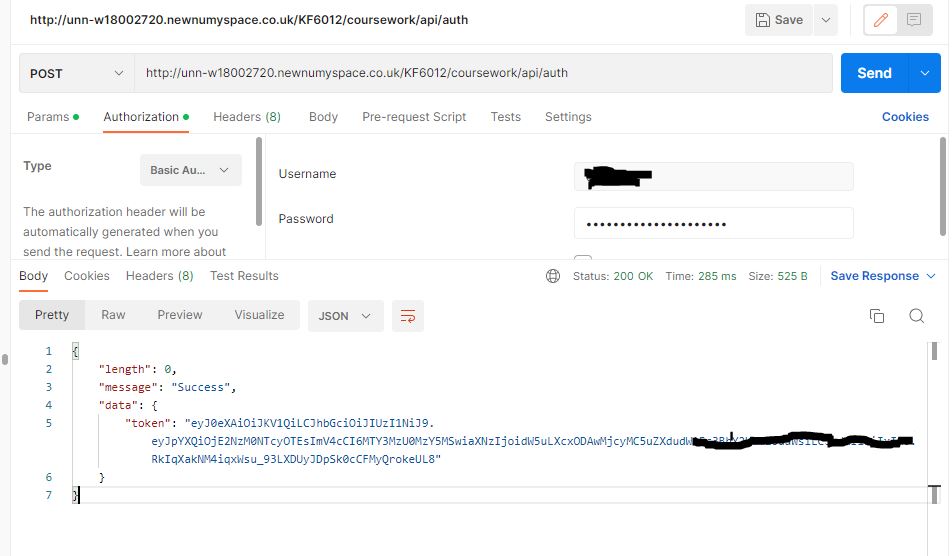 http://unn-w18002720.newnumyspace.co.uk/KF6012/coursework/api/auth
Save
POST
http://unn-w18002720.newnumyspace.co.uk/KF6012/coursework/api/auth
Send
Params
Authorization
Headers (8)
Body
Pre-request Script
Tests
Settings
Cookies
Type
Basic Au...
The authorization header will be
automatically generated when you
send the request. Learn more about
Username
Password
•••••••••••••••••••••
Body
Cookies
Headers (8)
Test Results
Status: 200 OK
Time: 285 ms
Size: 525 B
Save Response
Pretty
Raw
Preview
Visualize
JSON
1 {
2 "length": 0,
3 "message": "Success",
4 "data": {
5 "token": "eyJ0eXAiOiJKV1QiLCJhbGciOiJIUzI1NiJ9.
eyJpYXQiOjE2NzM0NTcyOTEsImV4cCI6MTY3MzU0MzY5MSwiaXNzIjoidW5uLXcxODAwMjcyMC5uZXdudW
RkIqXakNM4iqxWsu_93LXDUyJDpSk0cCFMyQrokeUL8"
6 }
7 }